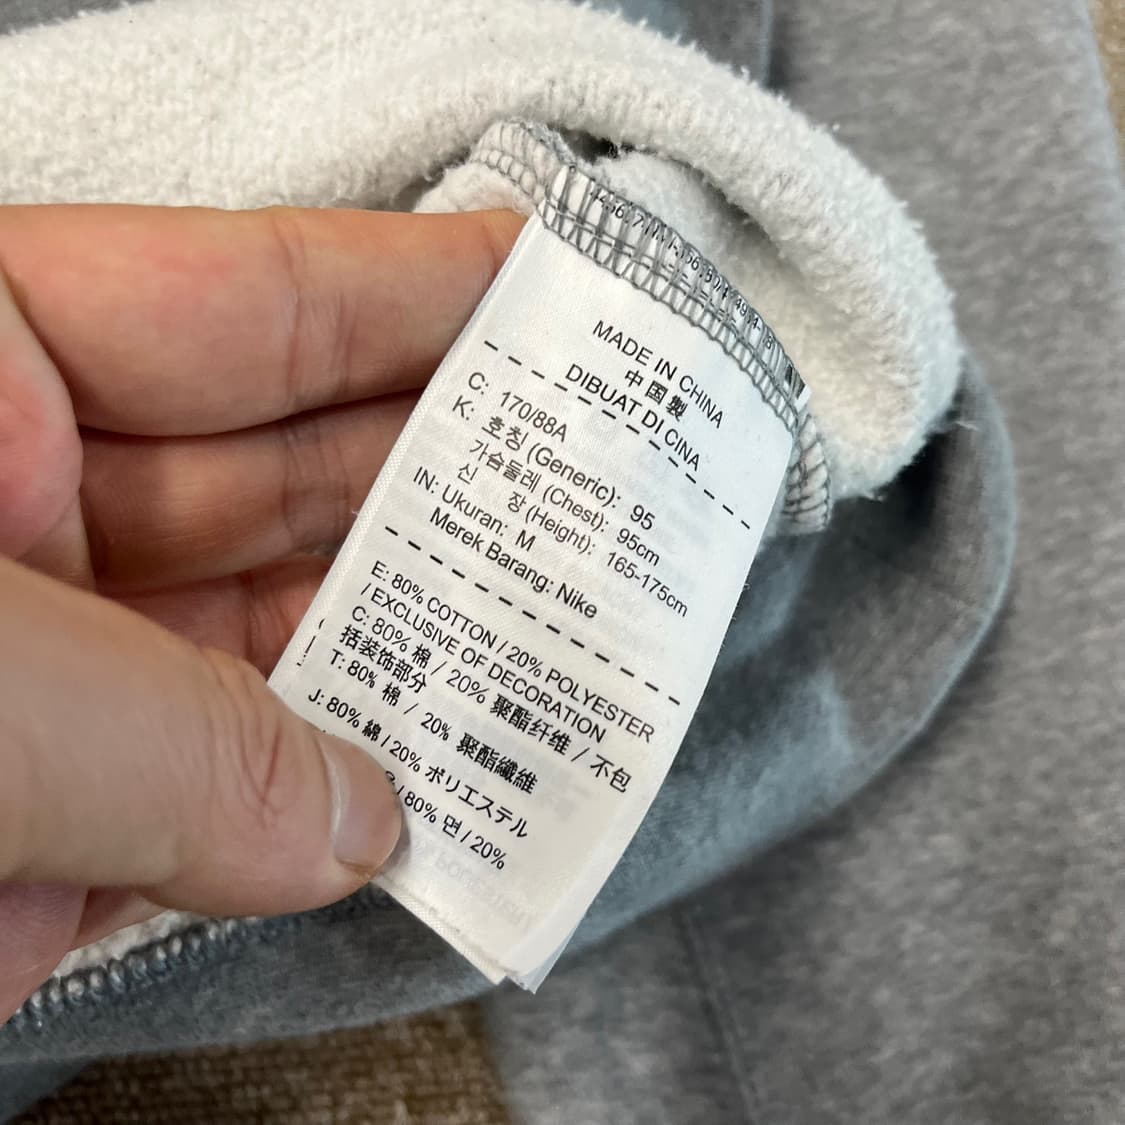 MADE IN CHINA
中国製
DIBUAT DI CINA
C: 170/88A
K: 호칭 (Generic): 95
가슴둘레 (Chest): 95cm
신 장 (Height): 165-175cm
IN: Ukuran: M
Merek Barang: Nike
E: 80% COTTON / 20% POLYESTER
/ EXCLUSIVE OF DECORATION
C: 80% 棉 / 20% 聚酯纤维 / 不包
括装饰部分
T: 80% 棉 / 20% 聚酯纖維
J: 80% 綿 / 20% ポリエステル
/ 80% 면 / 20%